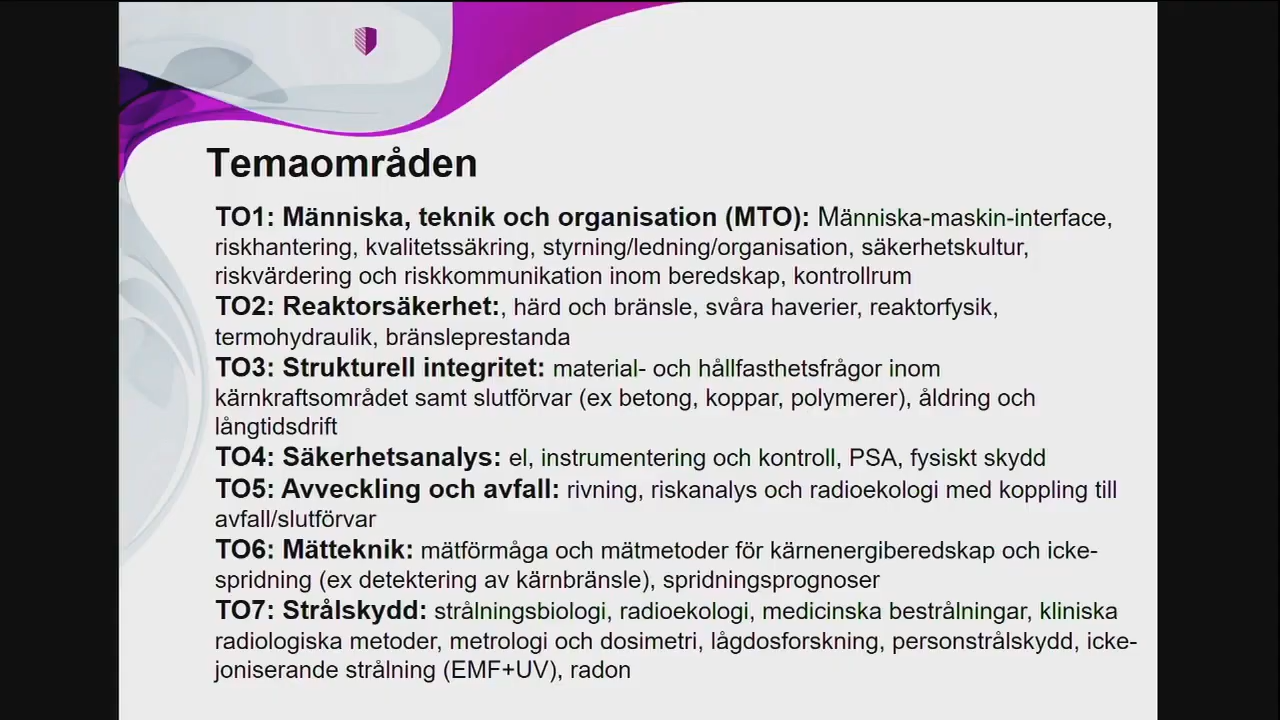 Temaområden
TO1: Människa, teknik och organisation (MTO): Människa-maskin-interface,
riskhantering, kvalitetssäkring, styrning/ledning/organisation, säkerhetskultur,
riskvärdering och riskkommunikation inom beredskap, kontrollrum
TO2: Reaktorsäkerhet:, härd och bränsle, svåra haverier, reaktorfysik,
termohydraulik, bränsleprestanda
TO3: Strukturell integritet: material- och hållfasthetsfrågor inom
kärnkraftsområdet samt slutförvar (ex betong, koppar, polymerer), åldring och
långtidsdrift
TO4: Säkerhetsanalys: el, instrumentering och kontroll, PSA, fysiskt skydd
TO5: Avveckling och avfall: rivning, riskanalys och radioekologi med koppling till
avfall/slutförvar
TO6: Mätteknik: mätförmåga och mätmetoder för kärnenergiberedskap och icke-
spridning (ex detektering av kärnbränsle), spridningsprognoser
TO7: Strålskydd: strålningsbiologi, radioekologi, medicinska bestrålningar, kliniska
radiologiska metoder, metrologi och dosimetri, lågdosforskning, personstrålskydd, icke-
joniserande strålning (EMF+UV), radon